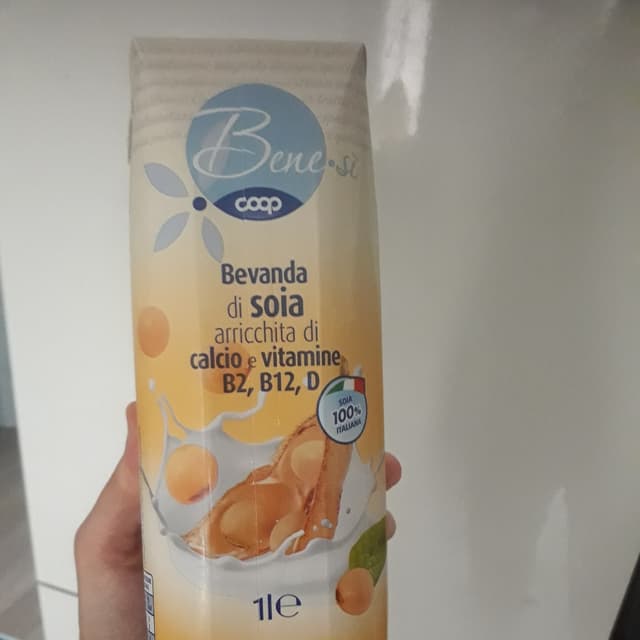 Bene.sì
coop
Bevanda
di soia
arricchita di
calcio e vitamine
B2, B12, D
SOIA
100%
ITALIANA
1l e